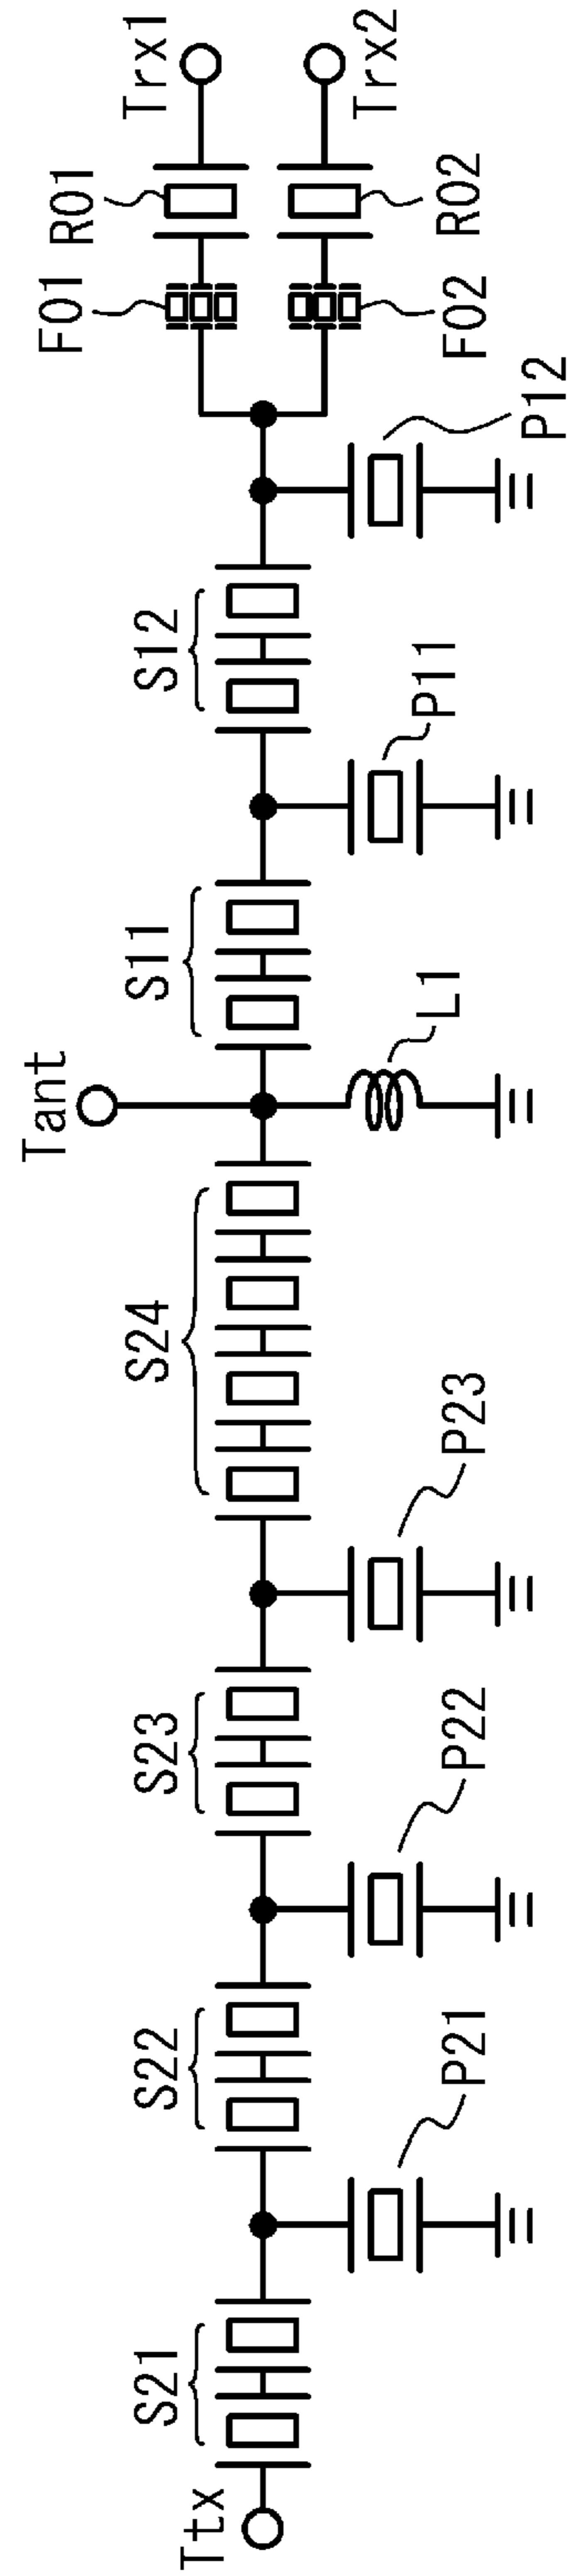 Tant
Trx1
Trx2
Ttx
S21
S22
S23
S24
S11
S12
F01
R01
F02
R02
P21
P22
P23
L1
P11
P12